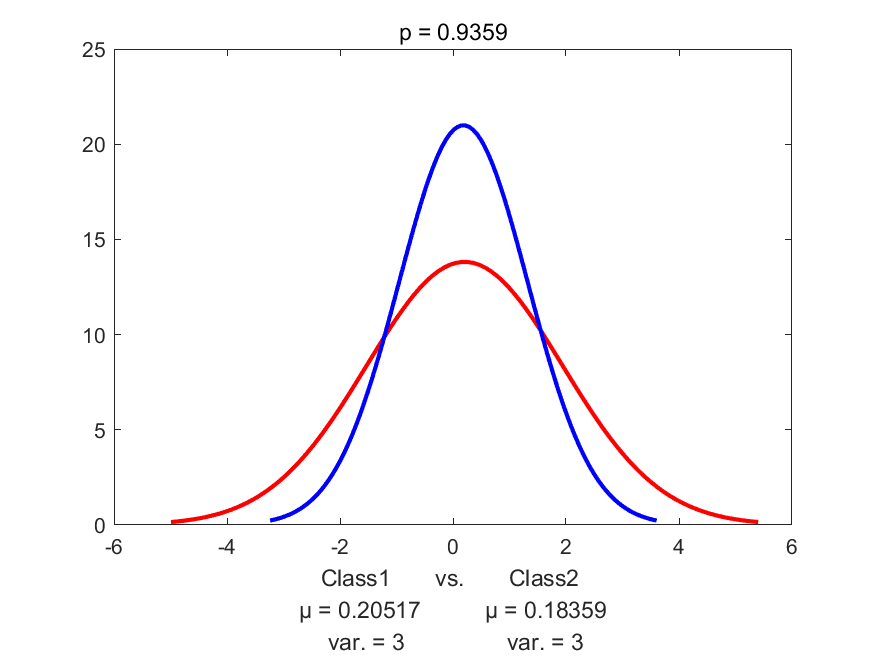 p = 0.9359
25
20
15
10
5
0
-6 -4 -2 0 2 4 6
Class1 vs. Class2
μ = 0.20517 μ = 0.18359
var. = 3 var. = 3